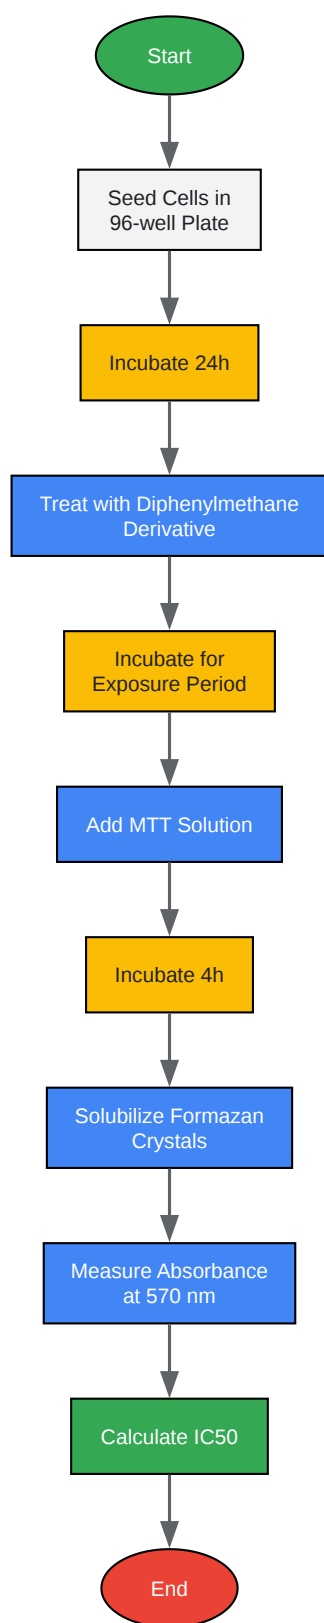 Start
Seed Cells in
96-well Plate
Incubate 24h
Treat with Diphenylmethane
Derivative
Incubate for
Exposure Period
Add MTT Solution
Incubate 4h
Solubilize Formazan
Crystals
Measure Absorbance
at 570 nm
Calculate IC50
End